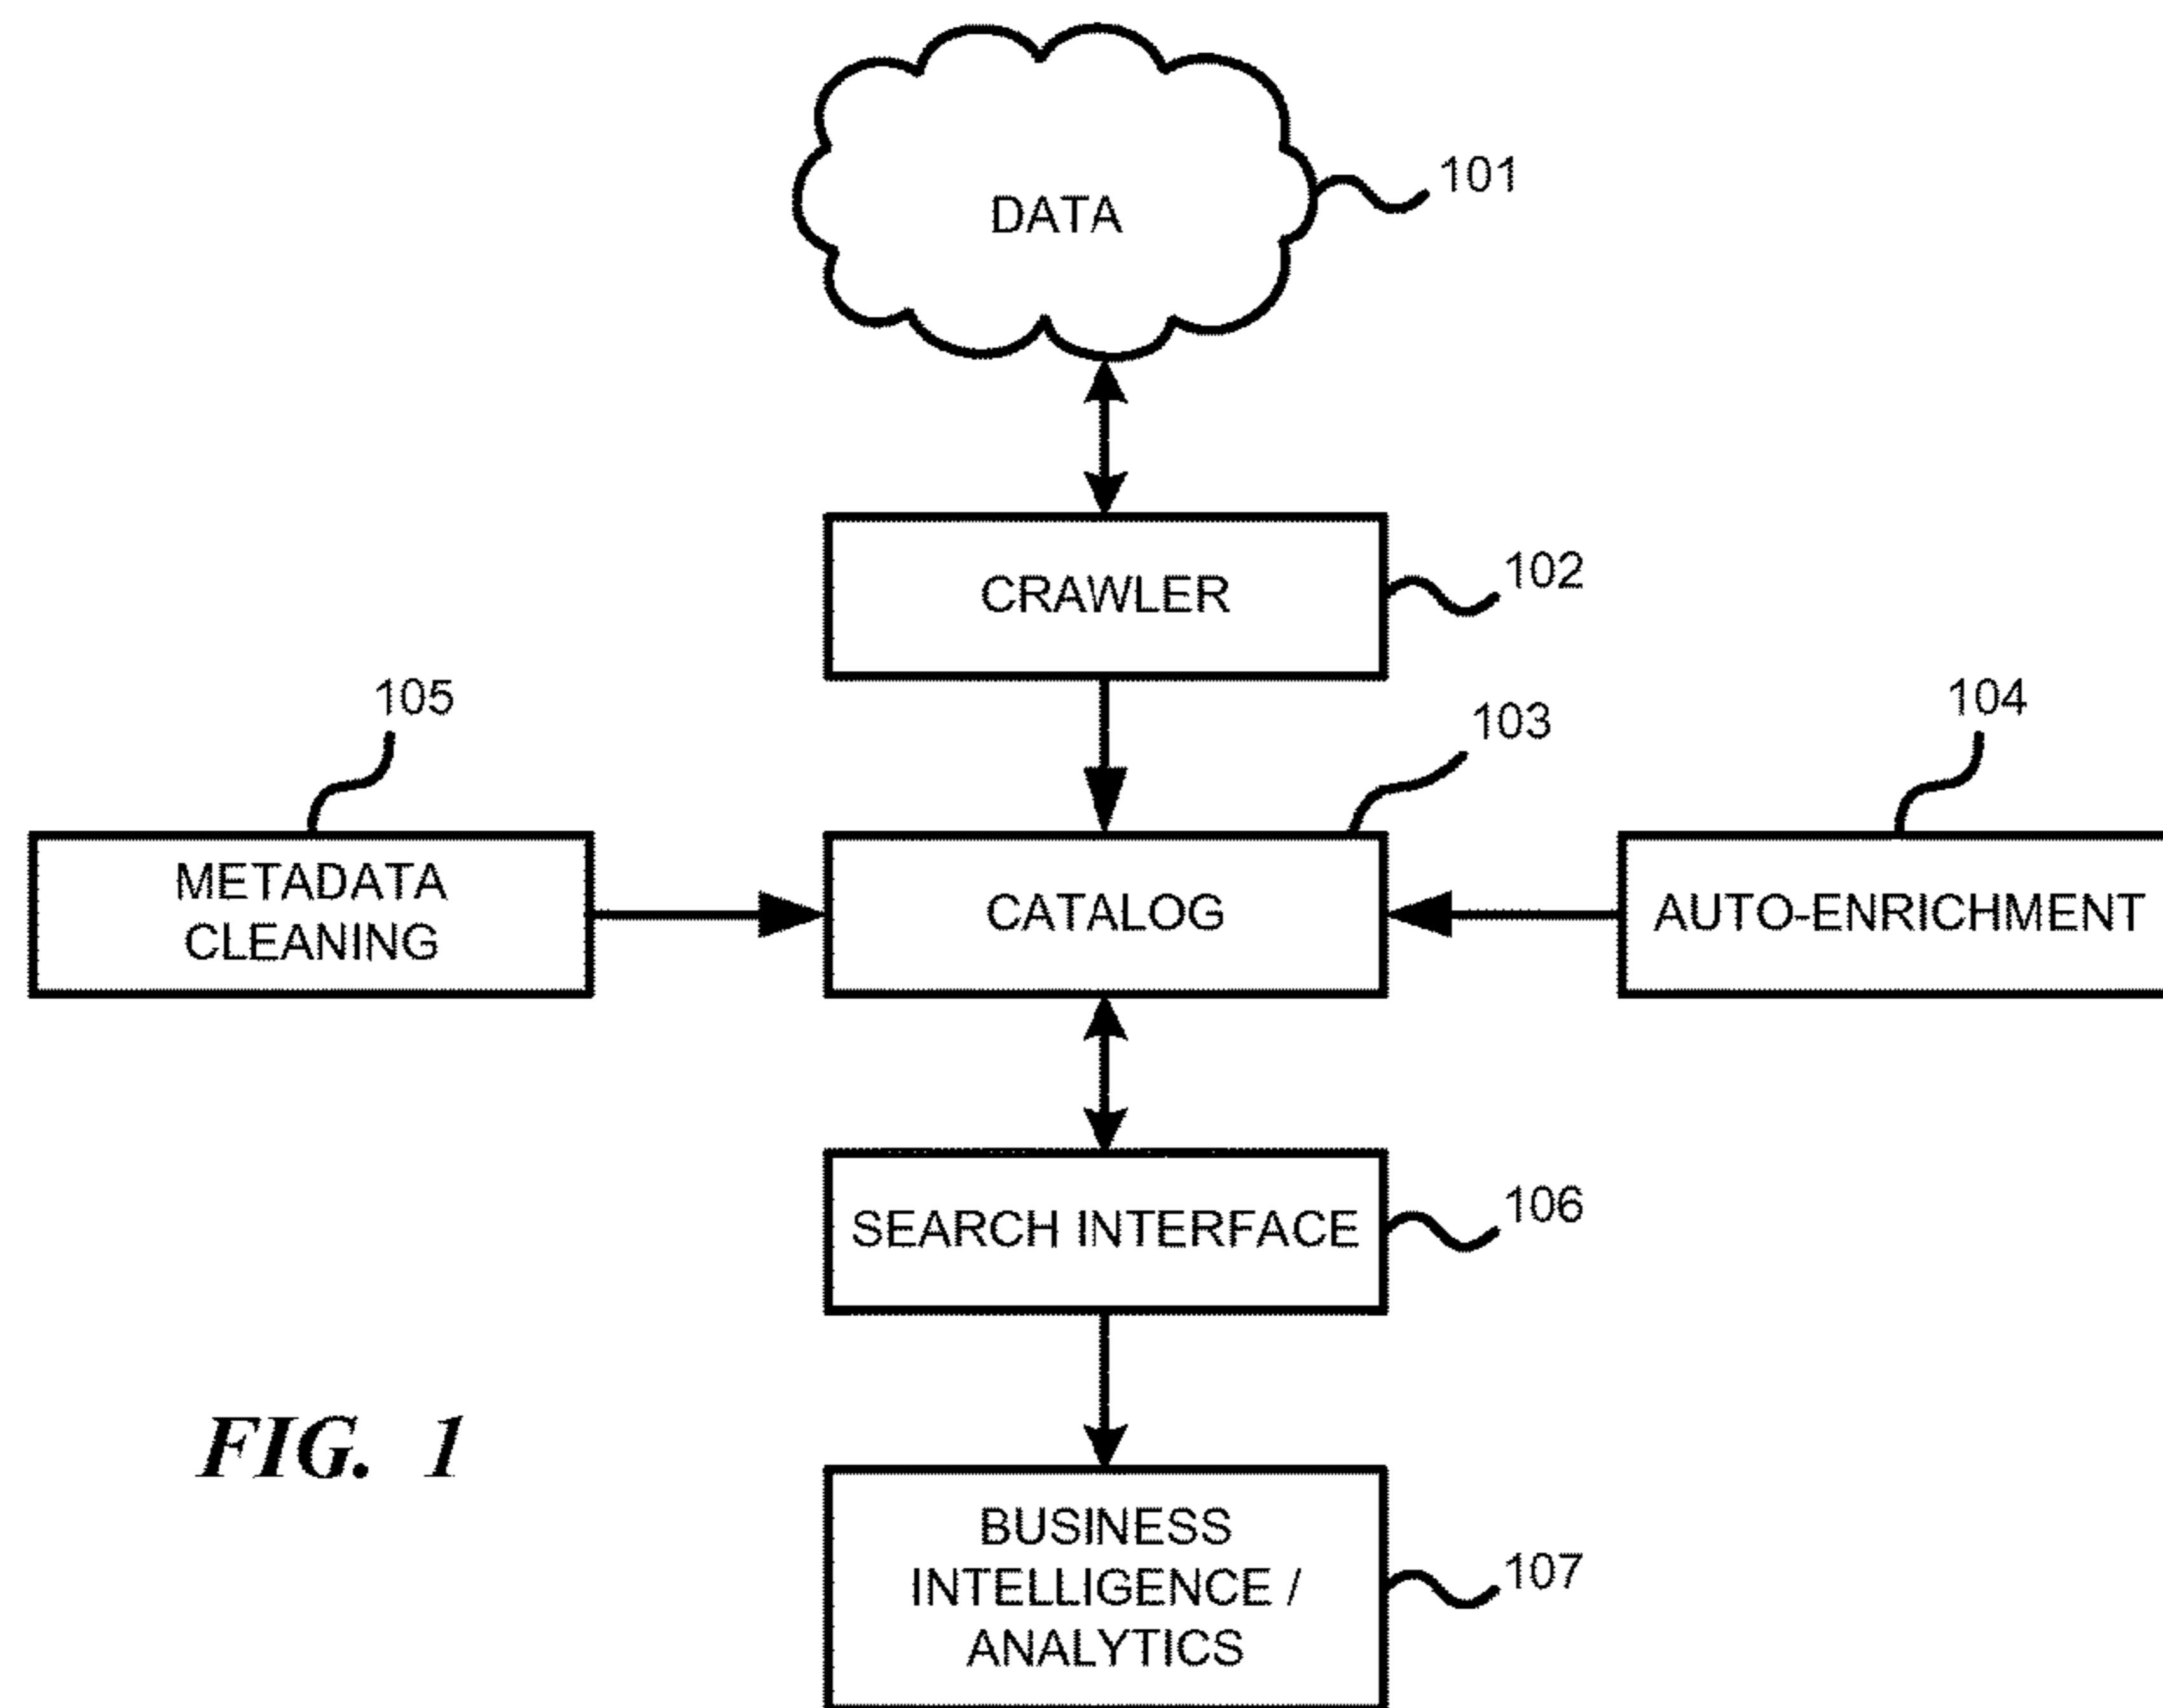 DATA
101
CRAWLER
102
105
103
104
METADATA
CLEANING
CATALOG
AUTO-ENRICHMENT
SEARCH INTERFACE
106
FIG. 1
BUSINESS
INTELLIGENCE /
ANALYTICS
107